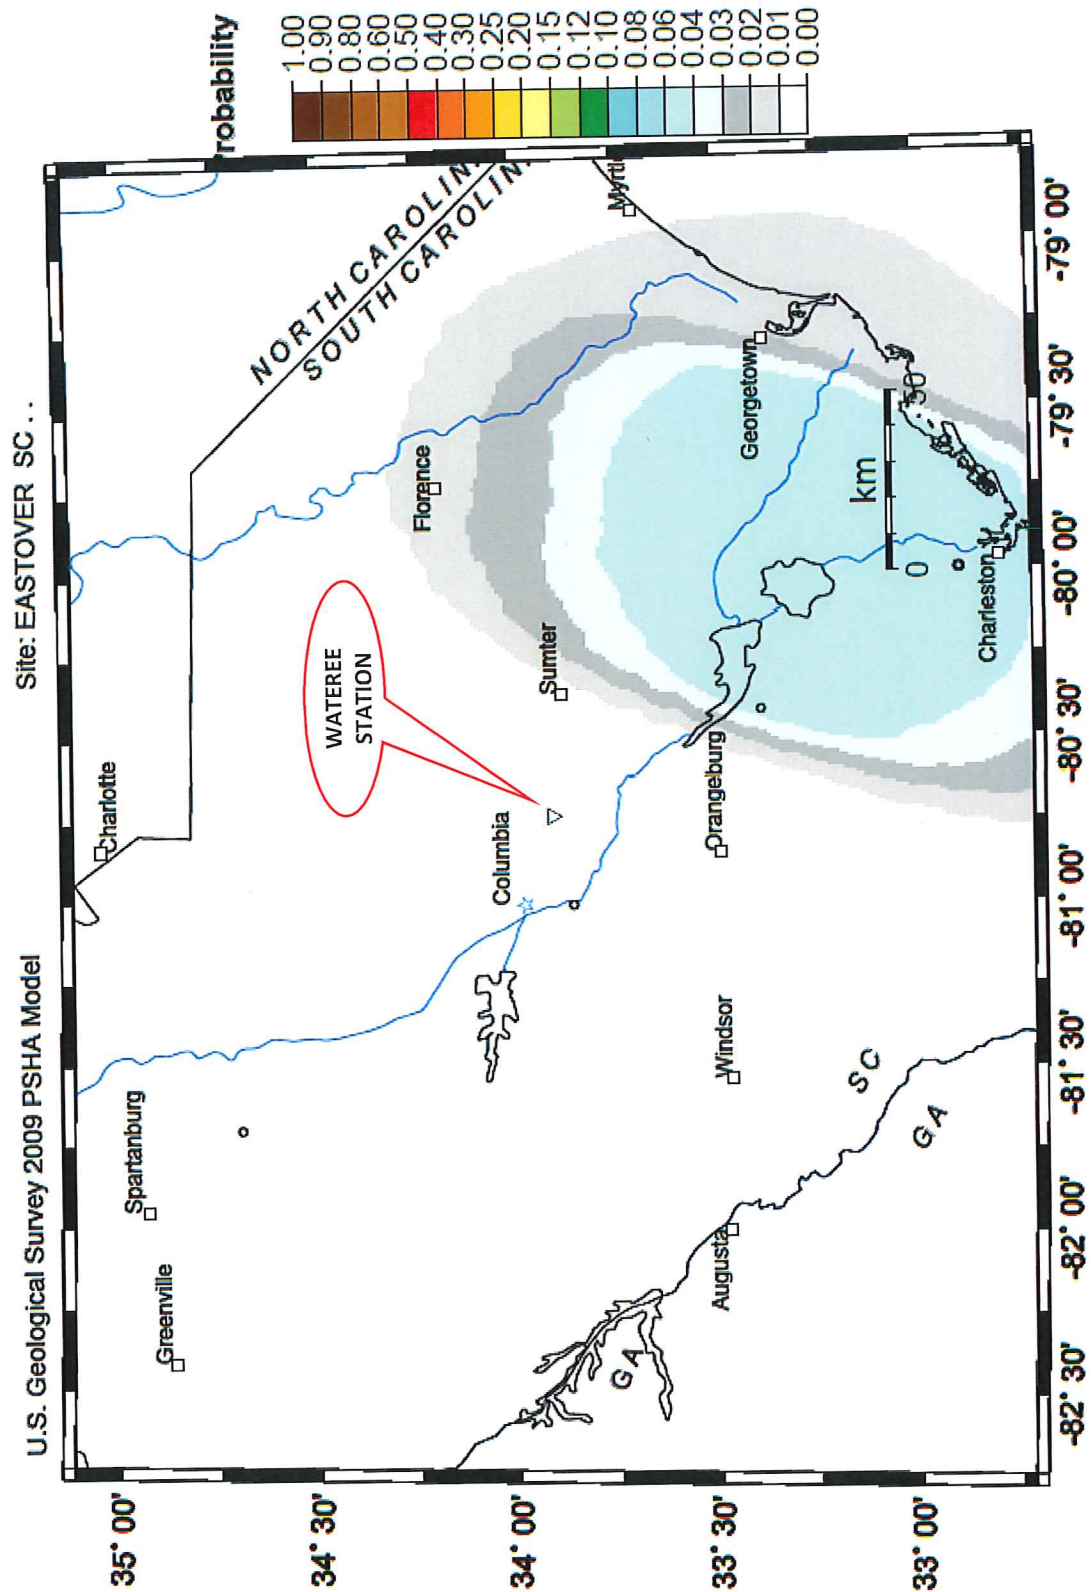 U.S. Geological Survey 2009 PSHA Model
Site: EASTOVER SC . .
robability
1.00
0.90
0.80
0.60
0.50
0.40
0.30
0.25
0.20
0.15
0.12
0.10
0.08
0.06
0.04
0.03
0.02
0.01
0.00
35° 00'
34° 30'
34° 00'
33° 30'
33° 00'
Greenville
Spartanburg
Charlotte
NORTH CAROLIN
SOUTH CAROLIN
WATEREE
STATION
Columbia
Sumter
Florence
Myrtl
Georgetown
Orangeburg
Windsor
Augusta
GA
SC
GA
Charleston
km
0
50
-82° 30'
-82° 00'
-81° 30'
-81° 00'
-80° 30'
-80° 00'
-79° 30'
-79° 00'